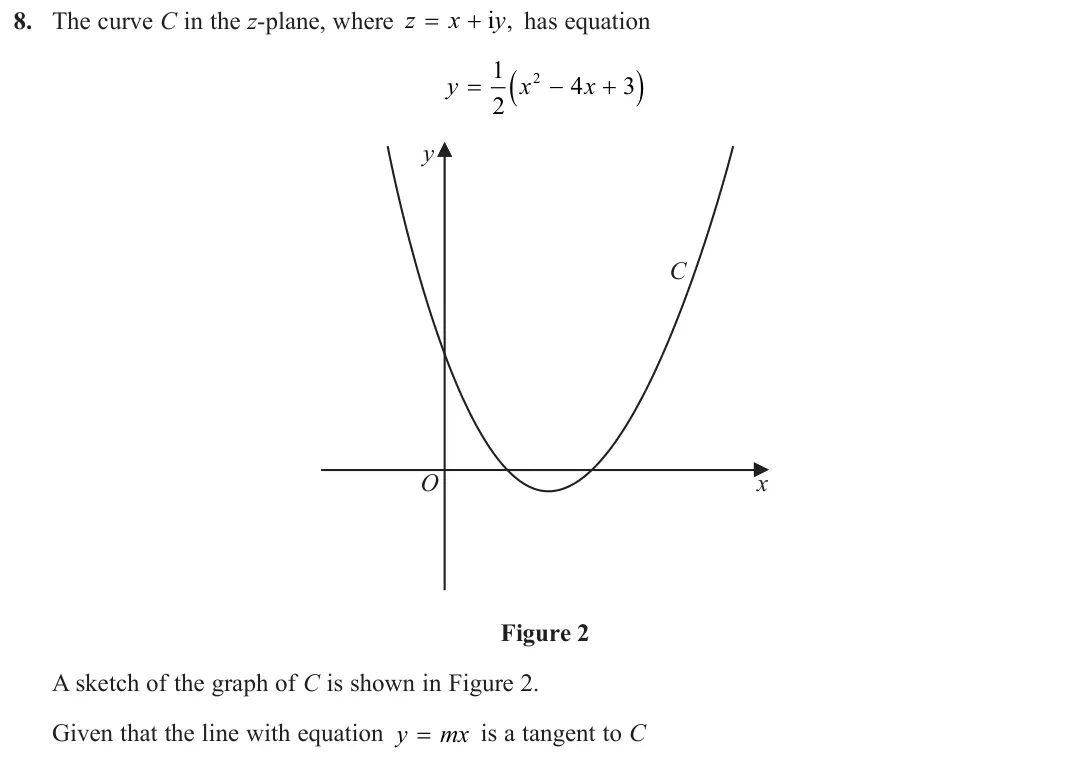 8. The curve C in the z-plane, where z = x + iy, has equation
y = 1/2(x² − 4x + 3)
y
C
O
x
Figure 2
A sketch of the graph of C is shown in Figure 2.
Given that the line with equation y = mx is a tangent to C